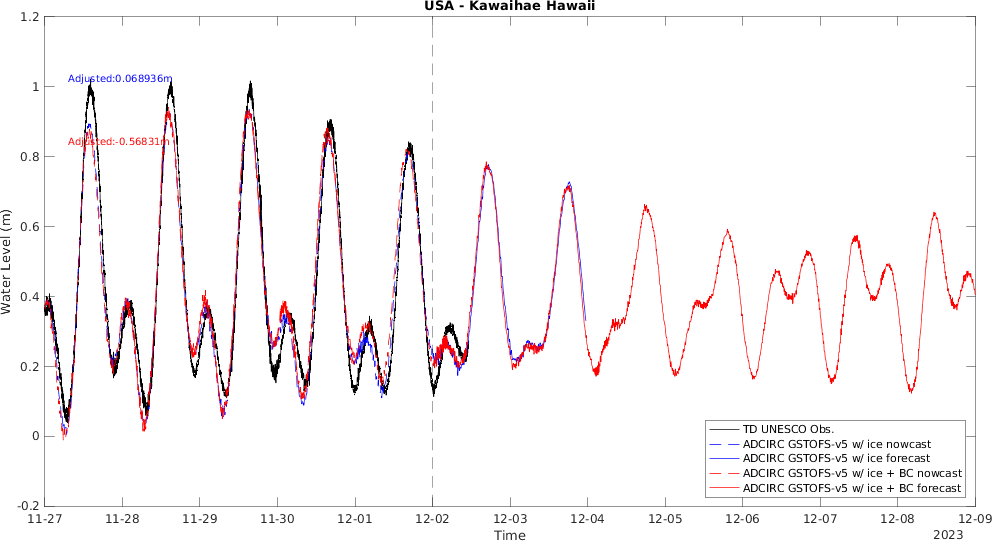 USA - Kawaihae Hawaii
1.2
1
0.8
0.6
0.4
0.2
0
-0.2
Water Level (m)
Adjusted:0.068936m
Adjusted:-0.56831m
TD UNESCO Obs.
ADCIRC GSTOFS-v5 w/ ice nowcast
ADCIRC GSTOFS-v5 w/ ice forecast
ADCIRC GSTOFS-v5 w/ ice + BC nowcast
ADCIRC GSTOFS-v5 w/ ice + BC forecast
11-27 11-28 11-29 11-30 12-01 12-02 12-03 12-04 12-05 12-06 12-07 12-08 12-09
Time
2023